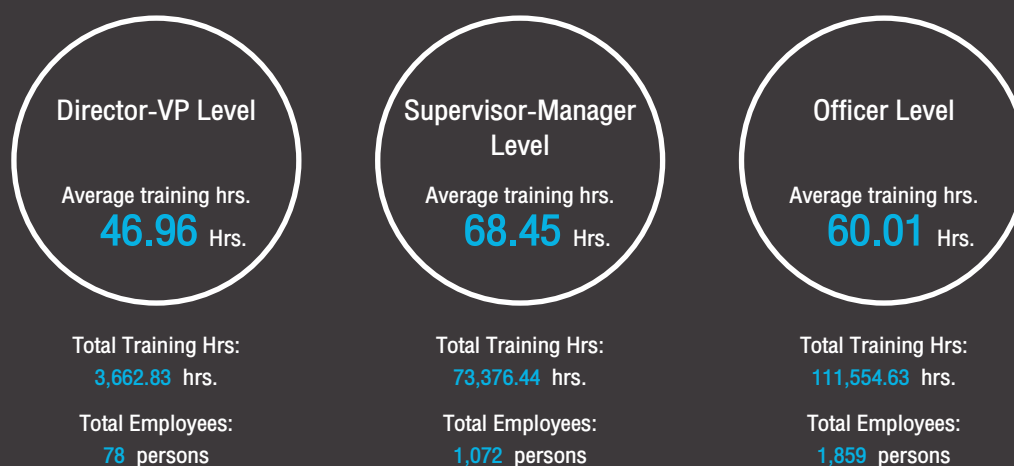 Director-VP Level
Average training hrs.
46.96 Hrs.
Total Training Hrs:
3,662.83 hrs.
Total Employees:
78 persons
Supervisor-Manager
Level
Average training hrs.
68.45 Hrs.
Total Training Hrs:
73,376.44 hrs.
Total Employees:
1,072 persons
Officer Level
Average training hrs.
60.01 Hrs.
Total Training Hrs:
111,554.63 hrs.
Total Employees:
1,859 persons